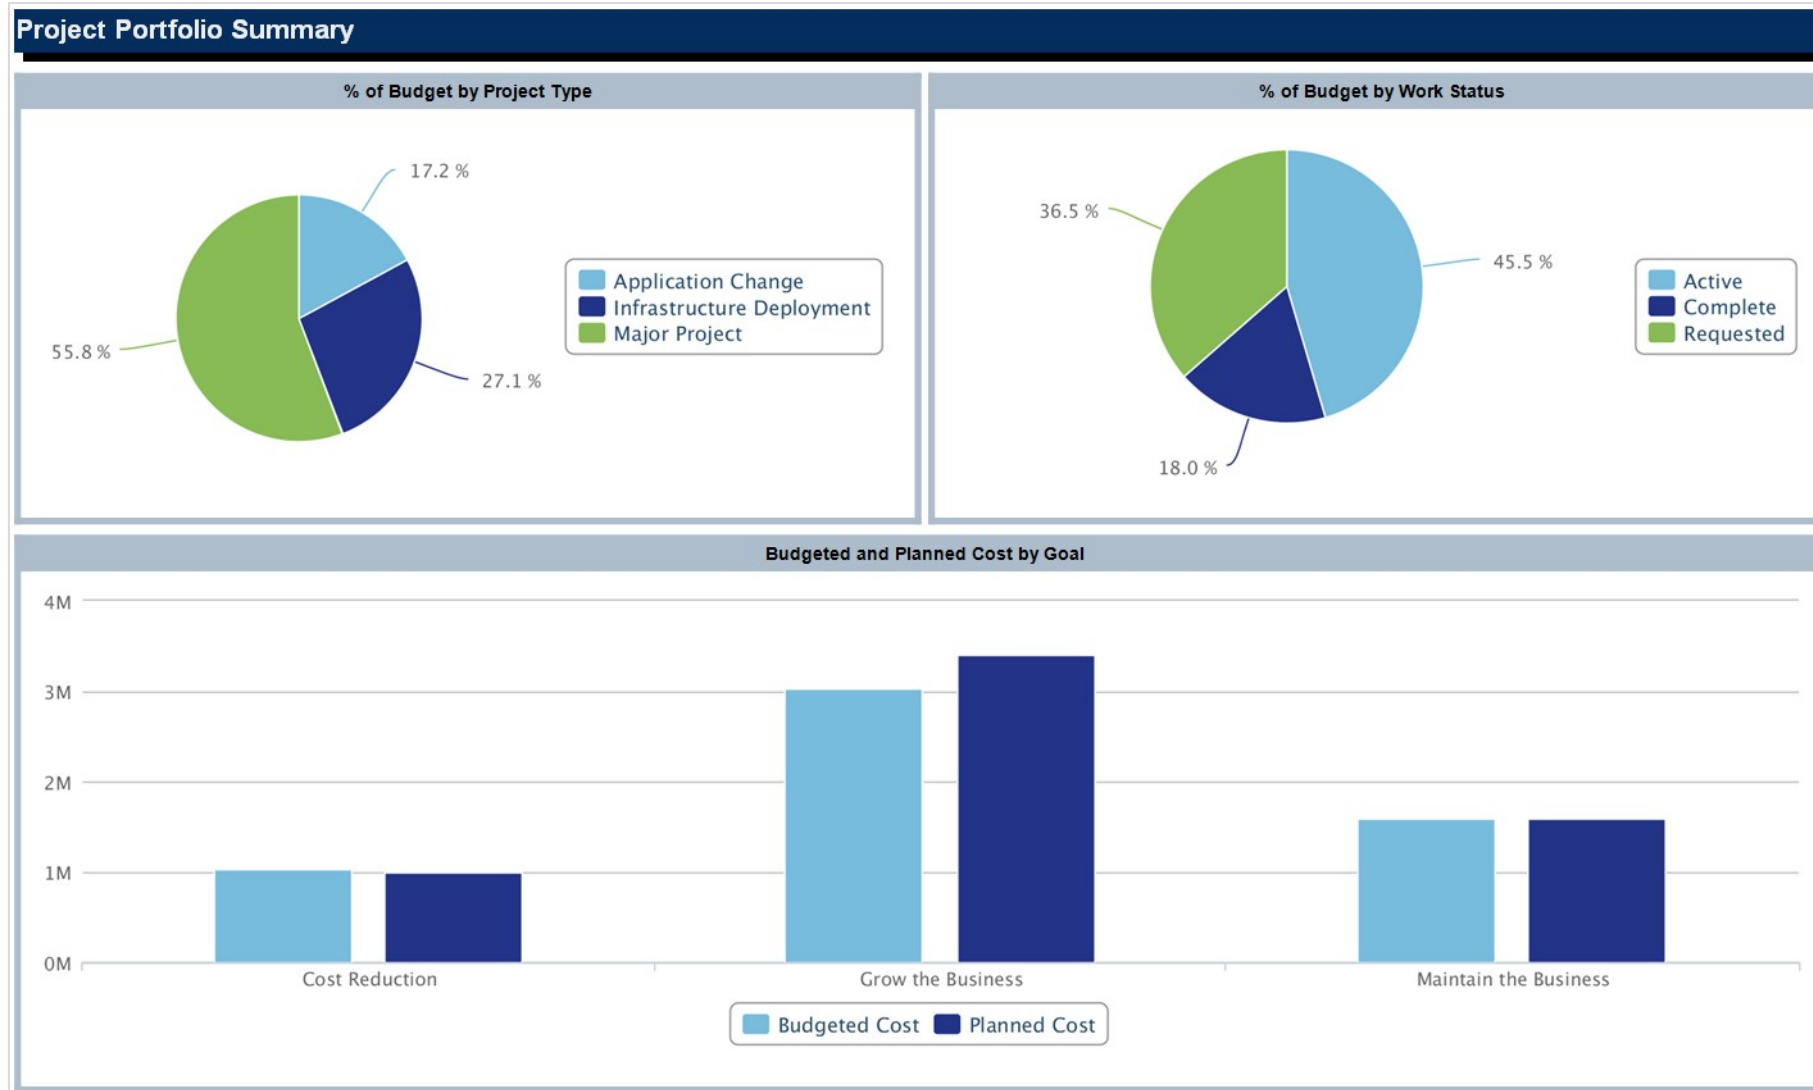 Project Portfolio Summary
% of Budget by Project Type
17.2 %
55.8 %
27.1 %
Application Change
Infrastructure Deployment
Major Project
% of Budget by Work Status
36.5 %
45.5 %
18.0 %
Active
Complete
Requested
Budgeted and Planned Cost by Goal
4M
3M
2M
1M
0M
Cost Reduction Grow the Business Maintain the Business
Budgeted Cost Planned Cost